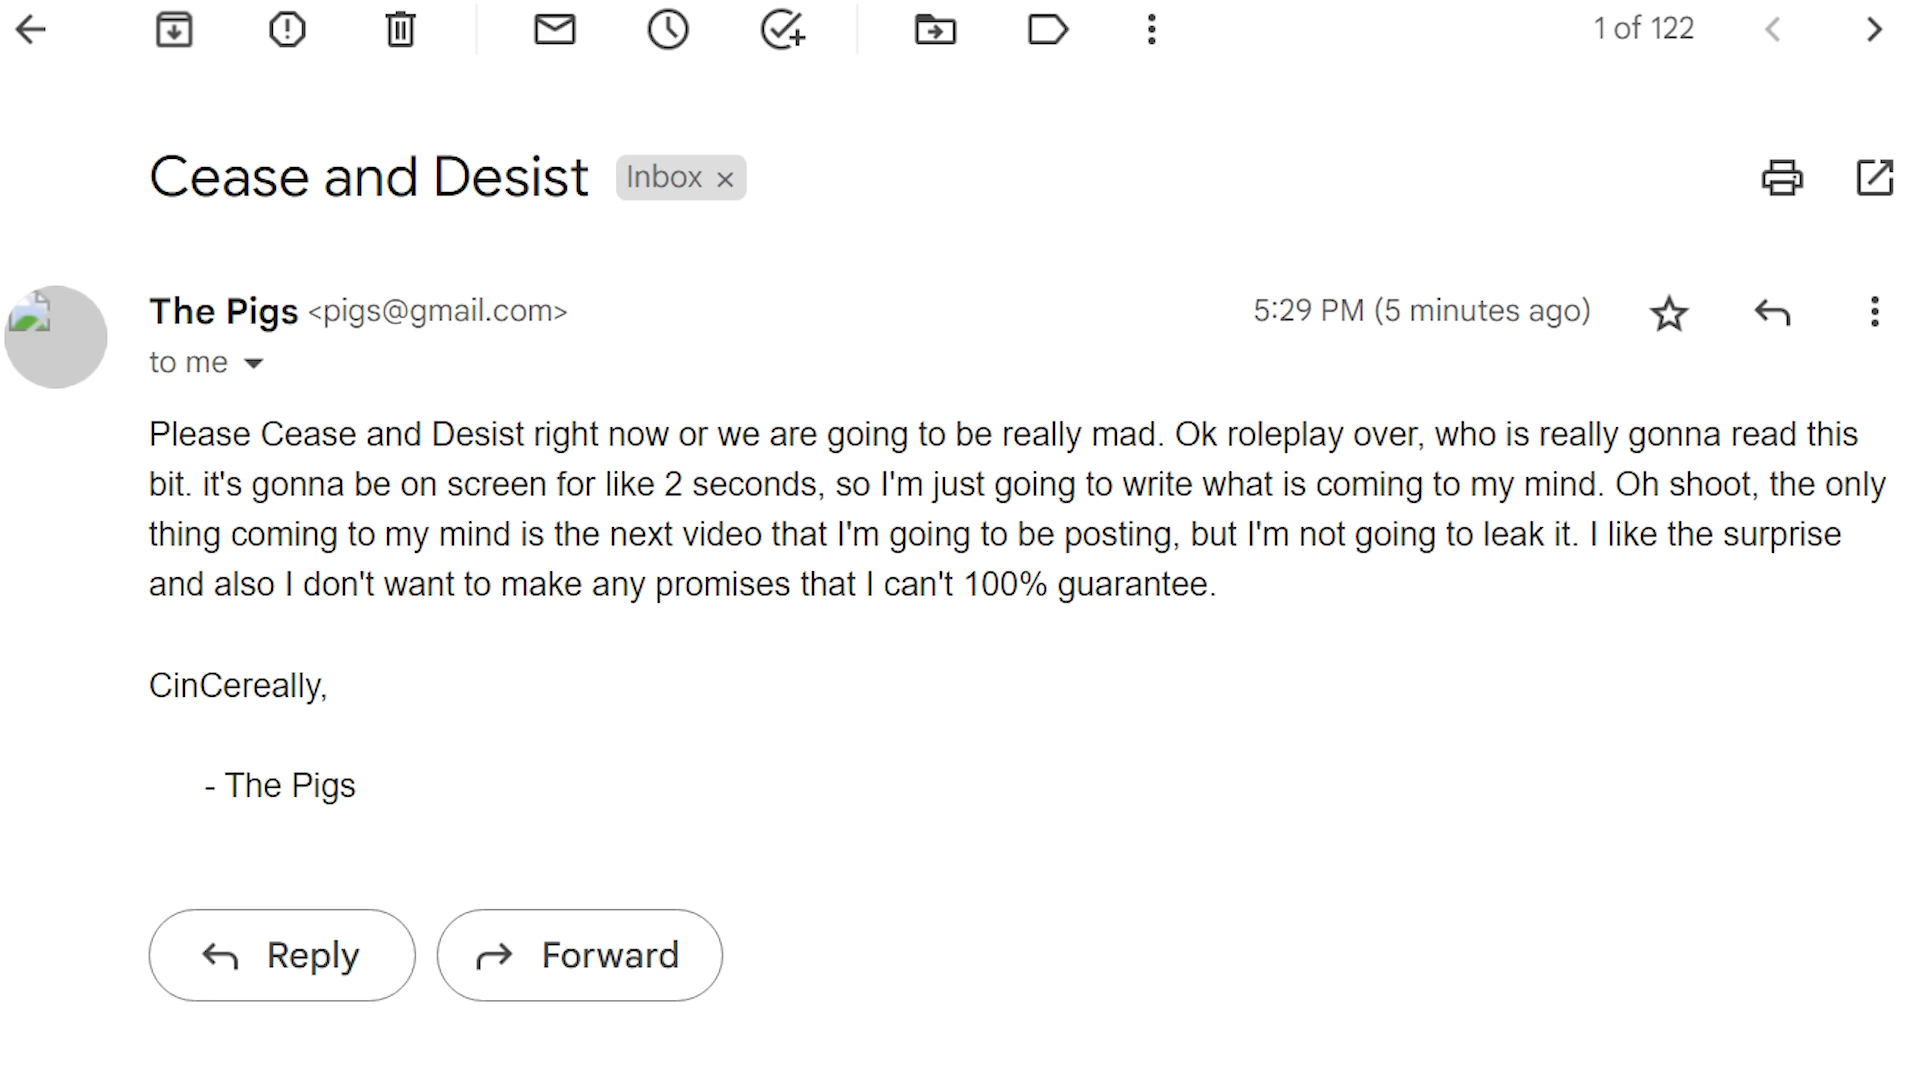 1 of 122
Cease and Desist Inbox ×
The Pigs <pigs@gmail.com> 5:29 PM (5 minutes ago)
to me
Please Cease and Desist right now or we are going to be really mad. Ok roleplay over, who is really gonna read this
bit. it's gonna be on screen for like 2 seconds, so I'm just going to write what is coming to my mind. Oh shoot, the only
thing coming to my mind is the next video that I'm going to be posting, but I'm not going to leak it. I like the surprise
and also I don't want to make any promises that I can't 100% guarantee.
CinCereally,
- The Pigs
Reply Forward